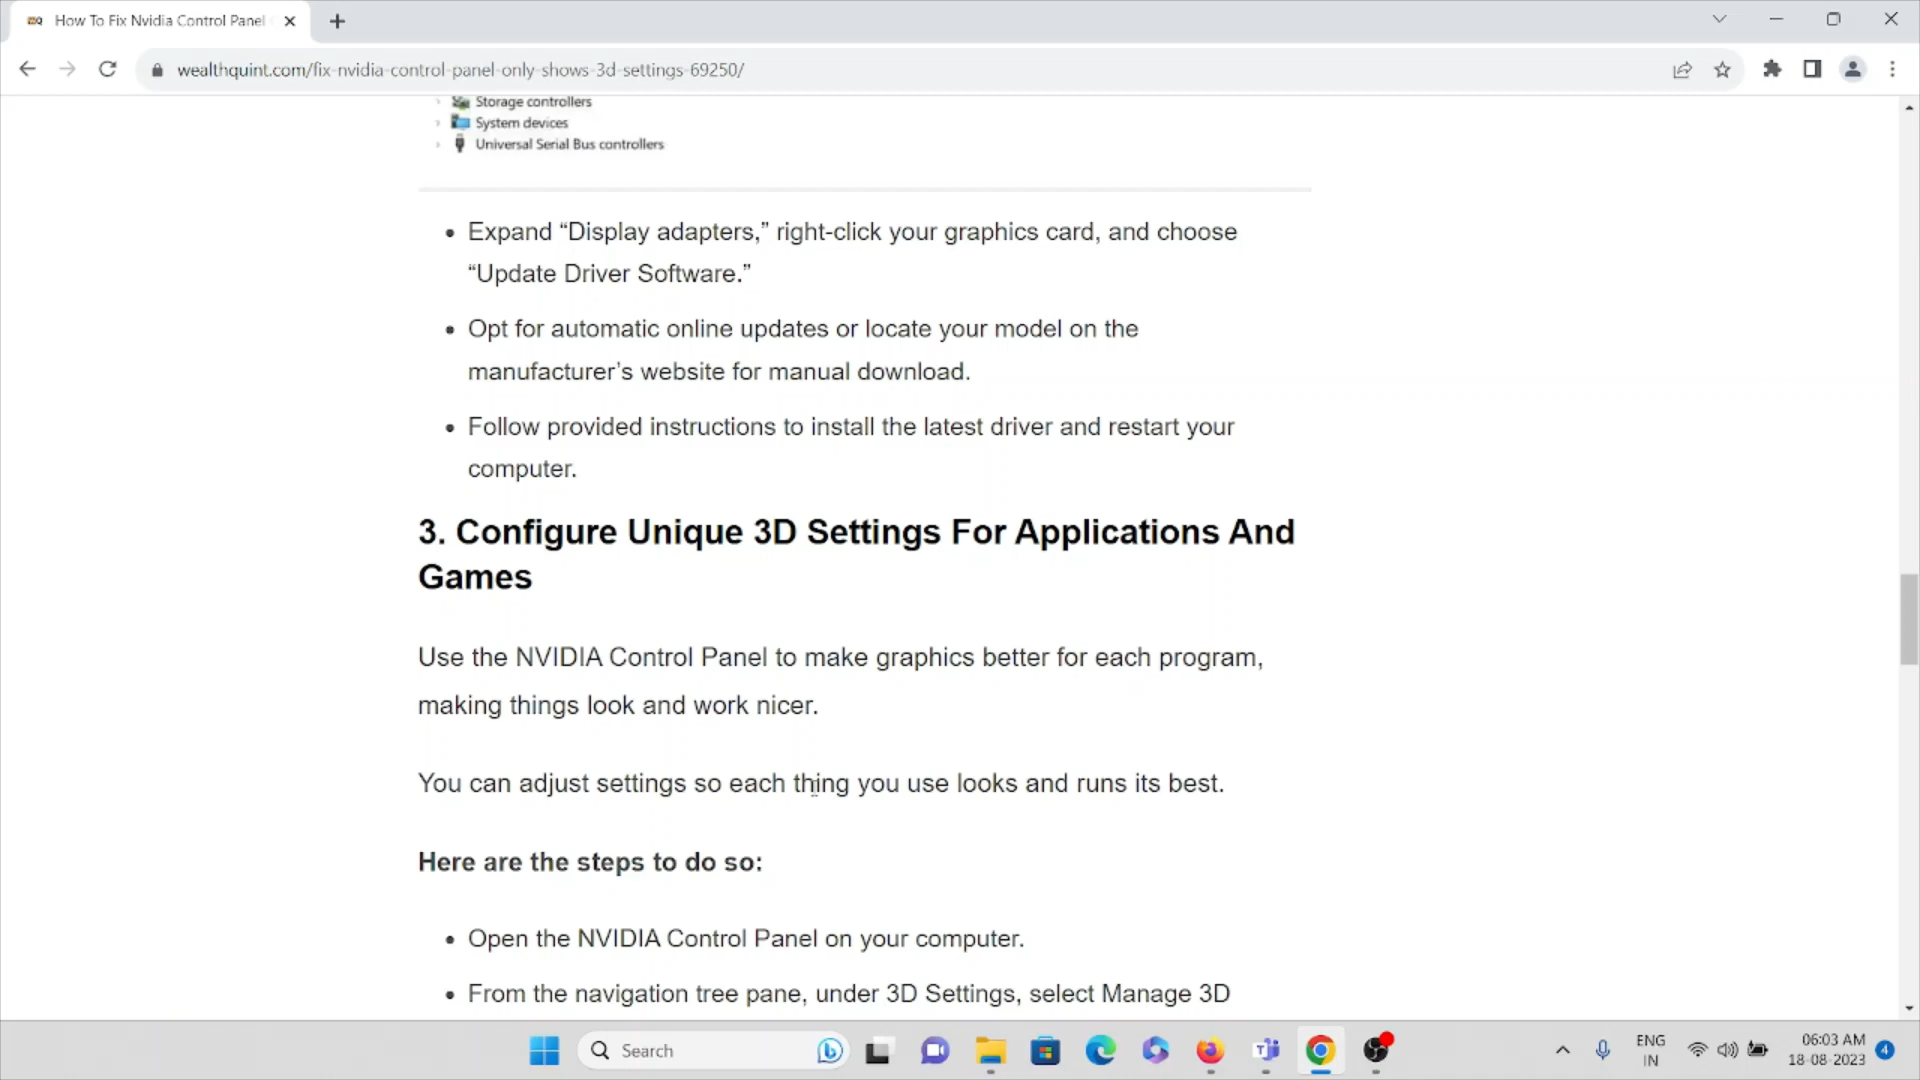 How To Fix Nvidia Control Panel
wealthquint.com/fix-nvidia-control-panel-only-shows-3d-settings-69250/
Storage controllers
System devices
Universal Serial Bus controllers
• Expand “Display adapters,” right-click your graphics card, and choose
“Update Driver Software.”
• Opt for automatic online updates or locate your model on the
manufacturer’s website for manual download.
• Follow provided instructions to install the latest driver and restart your
computer.
3. Configure Unique 3D Settings For Applications And
Games
Use the NVIDIA Control Panel to make graphics better for each program,
making things look and work nicer.
You can adjust settings so each thing you use looks and runs its best.
Here are the steps to do so:
• Open the NVIDIA Control Panel on your computer.
• From the navigation tree pane, under 3D Settings, select Manage 3D
Search
ENG
IN
06:03 AM
18-08-2023
4